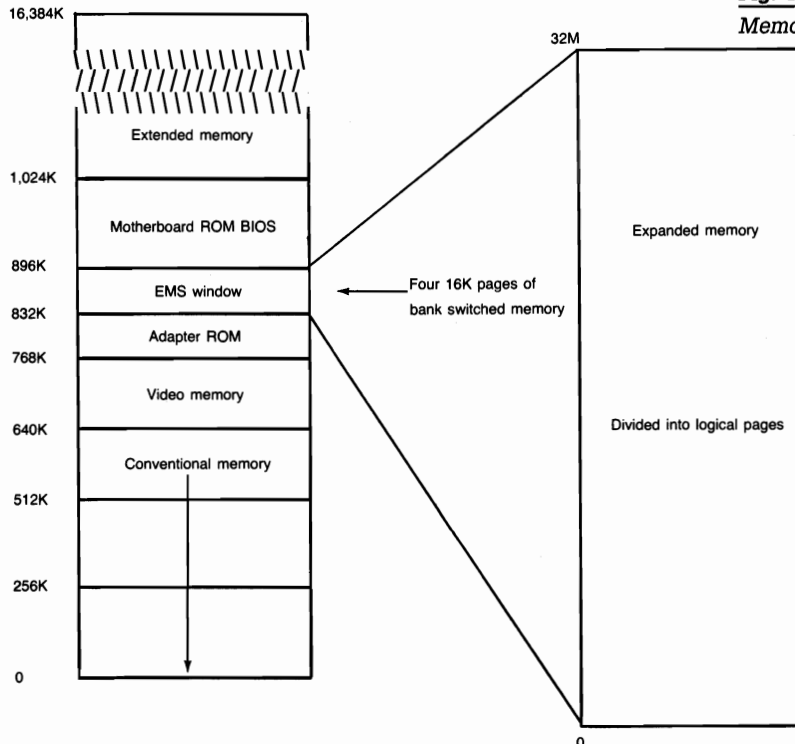 16,384K
Memo
32M
Extended memory
1,024K
Motherboard ROM BIOS
Expanded memory
896K
EMS window
Four 16K pages of
bank switched memory
832K
Adapter ROM
768K
Video memory
640K
Divided into logical pages
Conventional memory
512K
256K
0
0